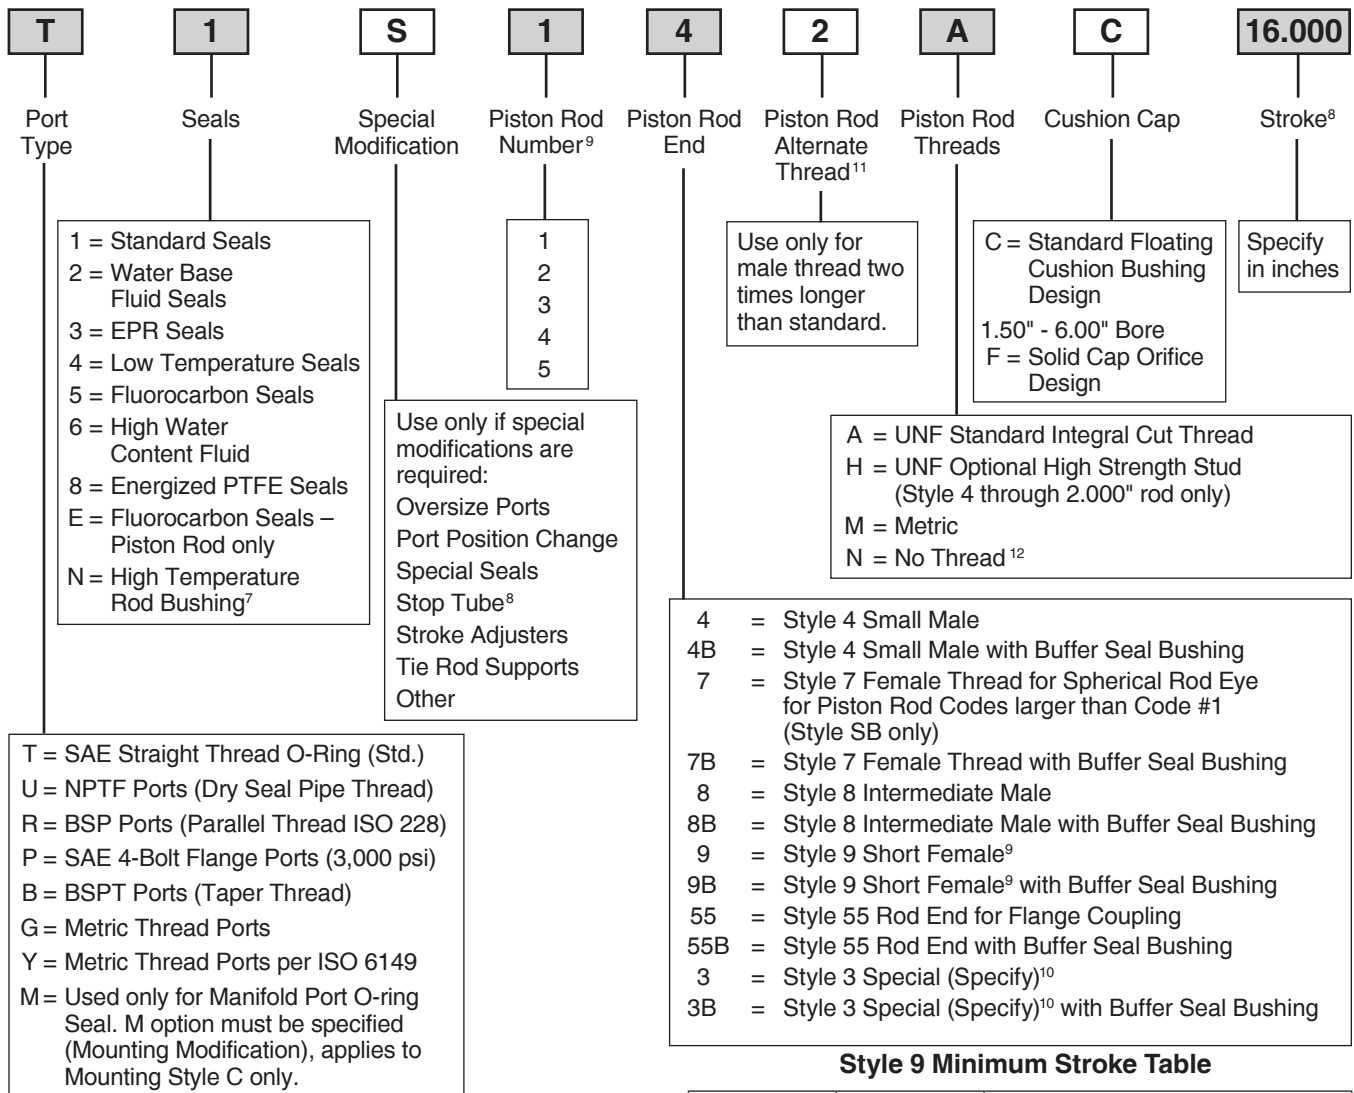 T 1 S 1 4 2 A C 16.000
Port
Type
Seals
Special
Modification
Piston Rod
Number⁹
Piston Rod
End
Piston Rod
Alternate
Thread¹¹
Piston Rod
Threads
Cushion Cap
Stroke⁸
1 = Standard Seals
2 = Water Base
Fluid Seals
3 = EPR Seals
4 = Low Temperature Seals
5 = Fluorocarbon Seals
6 = High Water
Content Fluid
8 = Energized PTFE Seals
E = Fluorocarbon Seals –
Piston Rod only
N = High Temperature
Rod Bushing⁷
1
2
3
4
5
Use only for
male thread two
times longer
than standard.
C = Standard Floating
Cushion Bushing
Design
1.50" - 6.00" Bore
F = Solid Cap Orifice
Design
Specify
in inches
Use only if special
modifications are
required:
Oversize Ports
Port Position Change
Special Seals
Stop Tube⁸
Stroke Adjusters
Tie Rod Supports
Other
A = UNF Standard Integral Cut Thread
H = UNF Optional High Strength Stud
(Style 4 through 2.000" rod only)
M = Metric
N = No Thread ¹²
4 = Style 4 Small Male
4B = Style 4 Small Male with Buffer Seal Bushing
7 = Style 7 Female Thread for Spherical Rod Eye
for Piston Rod Codes larger than Code #1
(Style SB only)
7B = Style 7 Female Thread with Buffer Seal Bushing
8 = Style 8 Intermediate Male
8B = Style 8 Intermediate Male with Buffer Seal Bushing
9 = Style 9 Short Female⁹
9B = Style 9 Short Female⁹ with Buffer Seal Bushing
55 = Style 55 Rod End for Flange Coupling
55B = Style 55 Rod End with Buffer Seal Bushing
3 = Style 3 Special (Specify)¹⁰
3B = Style 3 Special (Specify)¹⁰ with Buffer Seal Bushing
T = SAE Straight Thread O-Ring (Std.)
U = NPTF Ports (Dry Seal Pipe Thread)
R = BSP Ports (Parallel Thread ISO 228)
P = SAE 4-Bolt Flange Ports (3,000 psi)
B = BSPT Ports (Taper Thread)
G = Metric Thread Ports
Y = Metric Thread Ports per ISO 6149
M = Used only for Manifold Port O-ring
Seal. M option must be specified
(Mounting Modification), applies to
Mounting Style C only.
Style 9 Minimum Stroke Table